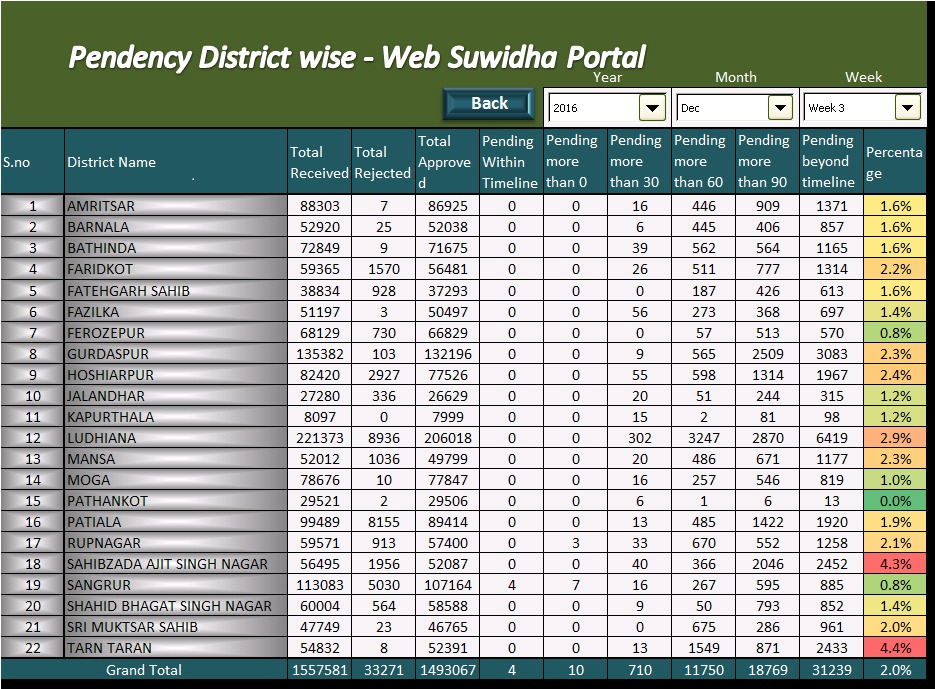 Pendency District wise - Web Suwidha Portal
Year Month Week
Back 2016 Dec Week 3
S.no District Name . Total Received Total Rejected Total Approved Pending Within Timeline Pending more than 0 Pending more than 30 Pending more than 60 Pending more than 90 Pending beyond timeline Percentage
1 AMRITSAR 88303 7 86925 0 0 16 446 909 1371 1.6%
2 BARNALA 52920 25 52038 0 0 6 445 406 857 1.6%
3 BATHINDA 72849 9 71675 0 0 39 562 564 1165 1.6%
4 FARIDKOT 59365 1570 56481 0 0 26 511 777 1314 2.2%
5 FATEHGARH SAHIB 38834 928 37293 0 0 0 187 426 613 1.6%
6 FAZILKA 51197 3 50497 0 0 56 273 368 697 1.4%
7 FEROZEPUR 68129 730 66829 0 0 0 57 513 570 0.8%
8 GURDASPUR 135382 103 132196 0 0 9 565 2509 3083 2.3%
9 HOSHIARPUR 82420 2927 77526 0 0 55 598 1314 1967 2.4%
10 JALANDHAR 27280 336 26629 0 0 20 51 244 315 1.2%
11 KAPURTHALA 8097 0 7999 0 0 15 2 81 98 1.2%
12 LUDHIANA 221373 8936 206018 0 0 302 3247 2870 6419 2.9%
13 MANSA 52012 1036 49799 0 0 20 486 671 1177 2.3%
14 MOGA 78676 10 77847 0 0 16 257 546 819 1.0%
15 PATHANKOT 29521 2 29506 0 0 6 1 6 13 0.0%
16 PATIALA 99489 8155 89414 0 0 13 485 1422 1920 1.9%
17 RUPNAGAR 59571 913 57400 0 3 33 670 552 1258 2.1%
18 SAHIBZADA AJIT SINGH NAGAR 56495 1956 52087 0 0 40 366 2046 2452 4.3%
19 SANGRUR 113083 5030 107164 4 7 16 267 595 885 0.8%
20 SHAHID BHAGAT SINGH NAGAR 60004 564 58588 0 0 9 50 793 852 1.4%
21 SRI MUKTSAR SAHIB 47749 23 46765 0 0 0 675 286 961 2.0%
22 TARN TARAN 54832 8 52391 0 0 13 1549 871 2433 4.4%
Grand Total 1557581 33271 1493067 4 10 710 11750 18769 31239 2.0%